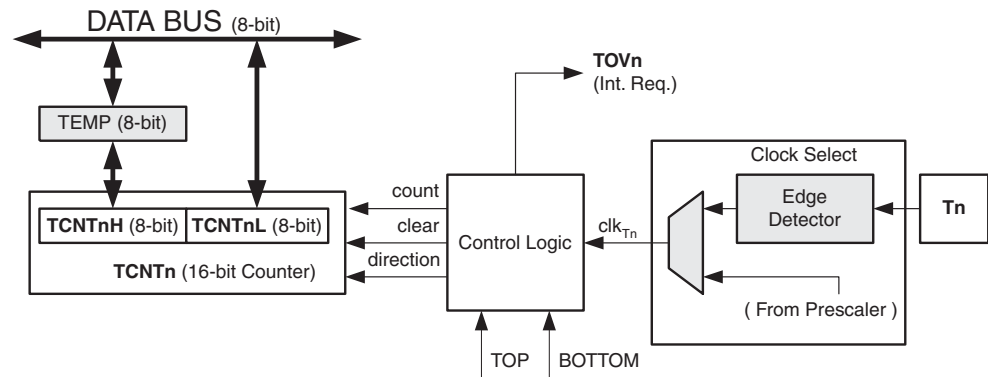 DATA BUS (8-bit)
TOVn
(Int. Req.)
TEMP (8-bit)
Clock Select
count
Edge
Detector
Tn
TCNTnH (8-bit)
TCNTnL (8-bit)
clear
Control Logic
clkTn
TCNTn (16-bit Counter)
direction
( From Prescaler )
TOP
BOTTOM